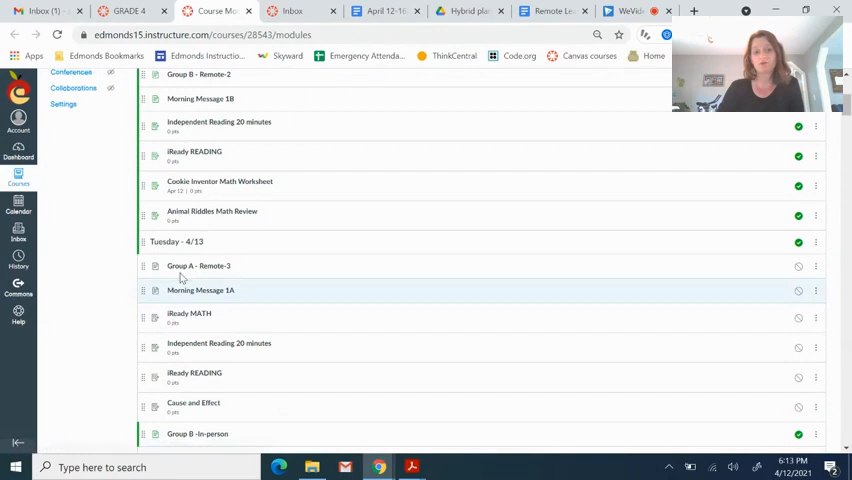 Inbox (1)
GRADE 4
Course Mo
Inbox
April 12-16
Hybrid pla
Remote Le
WeVide
edmonds15.instructure.com/courses/28543/modules
Apps
Edmonds Bookmarks
Edmonds Instruction...
Skyward
Emergency Attenda...
ThinkCentral
Code.org
Canvas courses
Home
Conferences
Collaborations
Settings
Account
Dashboard
Courses
Calendar
Inbox
History
Commons
Help
Group B - Remote-2
Morning Message 1B
Independent Reading 20 minutes
0 pts
iReady READING
0 pts
Cookie Inventor Math Worksheet
Apr 12 | 0 pts
Animal Riddles Math Review
0 pts
Tuesday - 4/13
Group A - Remote-3
Morning Message 1A
iReady MATH
0 pts
Independent Reading 20 minutes
0 pts
iReady READING
0 pts
Cause and Effect
0 pts
Group B -In-person
Type here to search
6:13 PM
4/12/2021
2